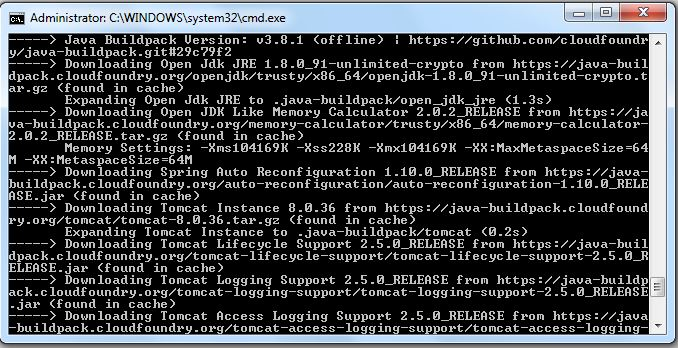 Administrator: C:\WINDOWS\system32\cmd.exe
-----> Java Buildpack Version: v3.8.1 (offline) | https://github.com/cloudfoundr
y/java-buildpack.git#29c79f2
-----> Downloading Open Jdk JRE 1.8.0_91-unlimited-crypto from https://java-buil
dpack.cloudfoundry.org/openjdk/trusty/x86_64/openjdk-1.8.0_91-unlimited-crypto.t
ar.gz (found in cache)
Expanding Open Jdk JRE to .java-buildpack/open_jdk_jre (1.3s)
-----> Downloading Open JDK Like Memory Calculator 2.0.2_RELEASE from https://ja
va-buildpack.cloudfoundry.org/memory-calculator/trusty/x86_64/memory-calculator-
2.0.2_RELEASE.tar.gz (found in cache)
Memory Settings: -Xms104169K -Xss228K -Xmx104169K -XX:MaxMetaspaceSize=64
M -XX:MetaspaceSize=64M
-----> Downloading Spring Auto Reconfiguration 1.10.0_RELEASE from https://java-
buildpack.cloudfoundry.org/auto-reconfiguration/auto-reconfiguration-1.10.0_RELE
ASE.jar (found in cache)
-----> Downloading Tomcat Instance 8.0.36 from https://java-buildpack.cloudfound
ry.org/tomcat/tomcat-8.0.36.tar.gz (found in cache)
Expanding Tomcat Instance to .java-buildpack/tomcat (0.2s)
-----> Downloading Tomcat Lifecycle Support 2.5.0_RELEASE from https://java-buil
dpack.cloudfoundry.org/tomcat-lifecycle-support/tomcat-lifecycle-support-2.5.0_R
ELEASE.jar (found in cache)
-----> Downloading Tomcat Logging Support 2.5.0_RELEASE from https://java-buildp
ack.cloudfoundry.org/tomcat-logging-support/tomcat-logging-support-2.5.0_RELEASE
.jar (found in cache)
-----> Downloading Tomcat Access Logging Support 2.5.0_RELEASE from https://java
-buildpack.cloudfoundry.org/tomcat-access-logging-support/tomcat-access-logging-